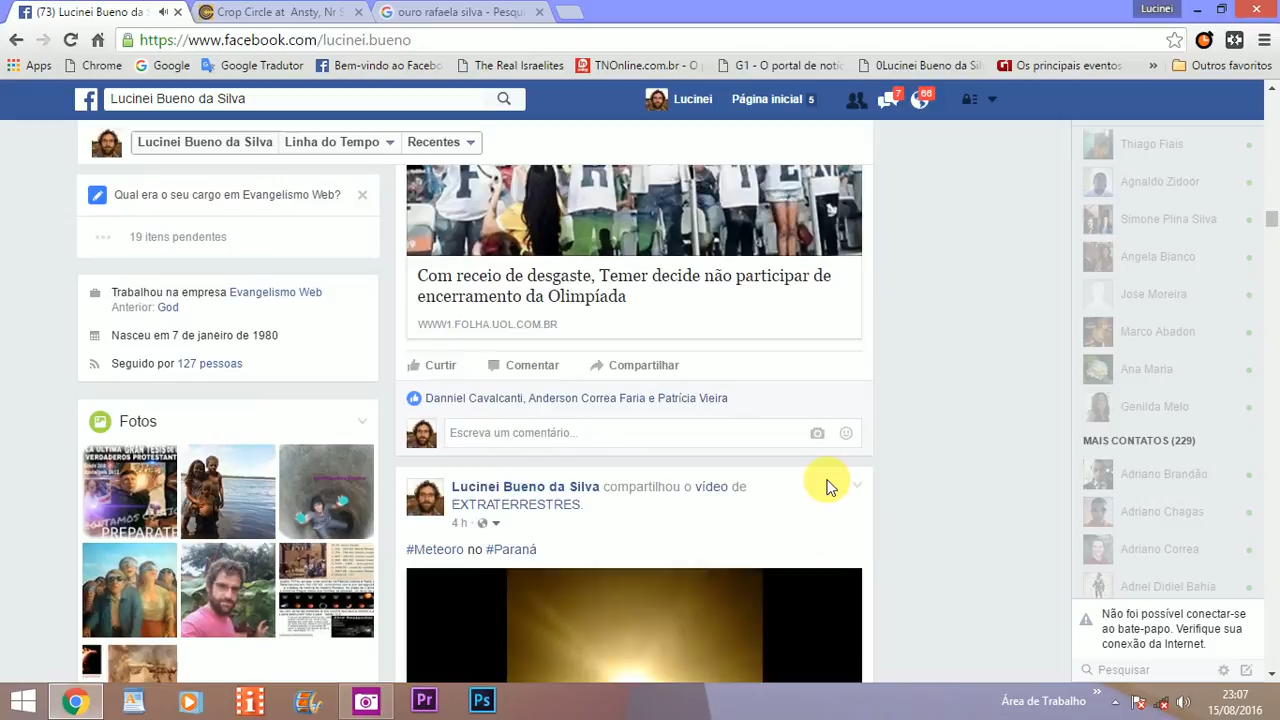 (73) Lucinei Bueno da S
Crop Circle at Ansty, Nr S
ouro rafaela silva - Pesqu
Lucinei
https://www.facebook.com/lucinei.bueno
Apps
Chrome
Google
Google Tradutor
Bem-vindo ao Facebo
The Real Israelites
TNOnline.com.br - O
G1 - O portal de notíc
0Lucinei Bueno da Sil
Os principais eventos
»
Outros favoritos
Lucinei Bueno da Silva
Lucinei
Página inicial 5
7
66
Lucinei Bueno da Silva
Linha do Tempo
Recentes
Qual era o seu cargo em Evangelismo Web?
19 itens pendentes
Trabalhou na empresa Evangelismo Web
Anterior: God
Nasceu em 7 de janeiro de 1980
Seguido por 127 pessoas
Fotos
Com receio de desgaste, Temer decide não participar de
encerramento da Olimpíada
WWW1.FOLHA.UOL.COM.BR
Curtir
Comentar
Compartilhar
Danniel Cavalcanti, Anderson Correa Faria e Patrícia Vieira
Escreva um comentário...
Lucinei Bueno da Silva compartilhou o vídeo de
EXTRATERRESTRES.
4 h
#Meteoro no #Paraná
Thiago Fiais
Agnaldo Zidoor
Simone Plina Silva
Angela Bianco
Jose Moreira
Marco Abadon
Ana Maria
Genilda Melo
MAIS CONTATOS (229)
Adriano Brandão
Adriano Chagas
Adriano Correa
Adriel Didiel Bahia
Não foi possível conectar-se
ao bate-papo. Verifique sua
conexão da Internet.
Pesquisar
Pr
Ps
Área de Trabalho
»
23:07
15/08/2016